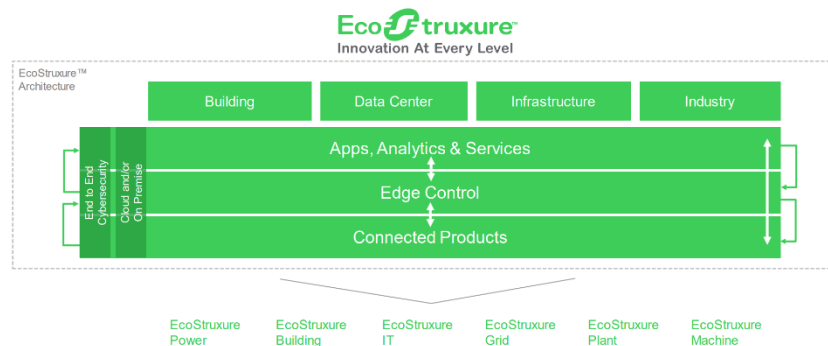 EcoStruxure™
Innovation At Every Level
EcoStruxure™
Architecture
Building
Data Center
Infrastructure
Industry
End to End
Cybersecurity
Cloud and/or
On Premise
Apps, Analytics & Services
Edge Control
Connected Products
EcoStruxure
Power
EcoStruxure
Building
EcoStruxure
IT
EcoStruxure
Grid
EcoStruxure
Plant
EcoStruxure
Machine